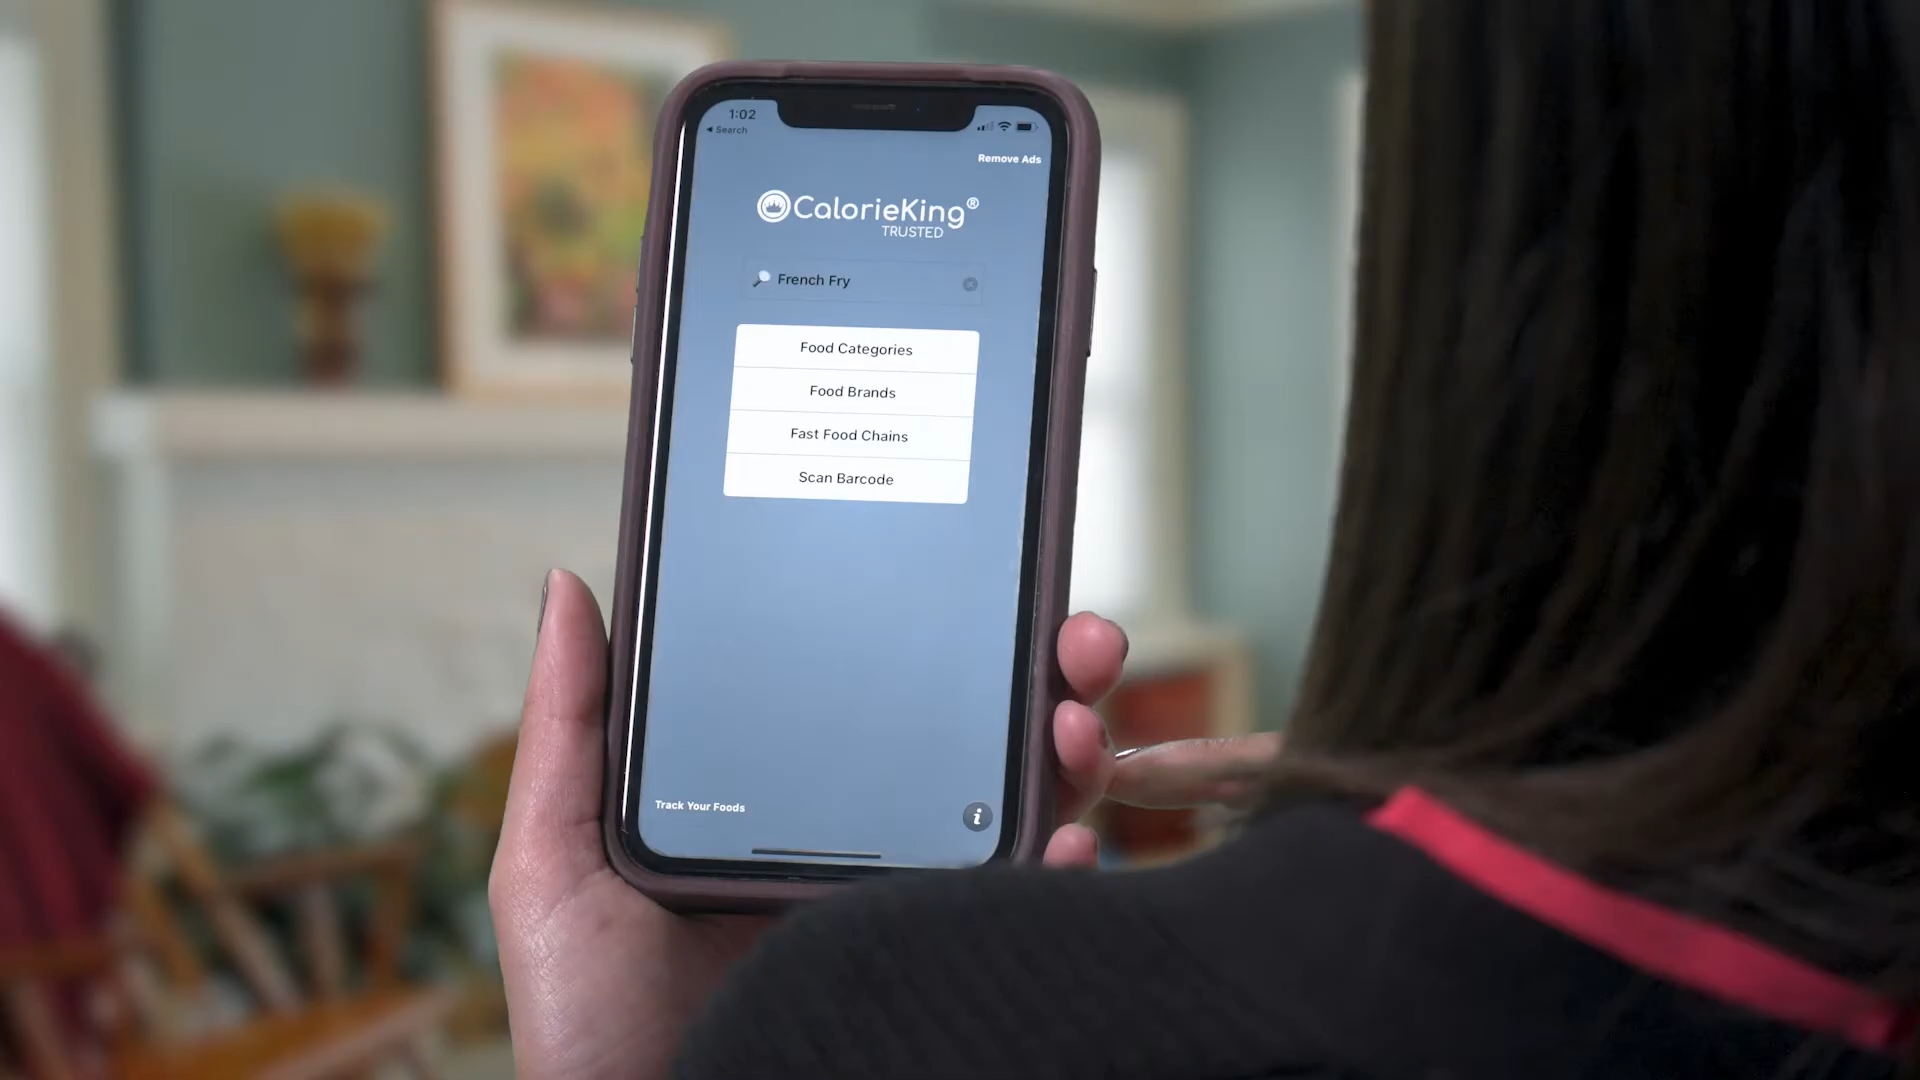 1:02
◀ Search
Remove Ads
CalorieKing®
TRUSTED
French Fry
Food Categories
Food Brands
Fast Food Chains
Scan Barcode
Track Your Foods
i